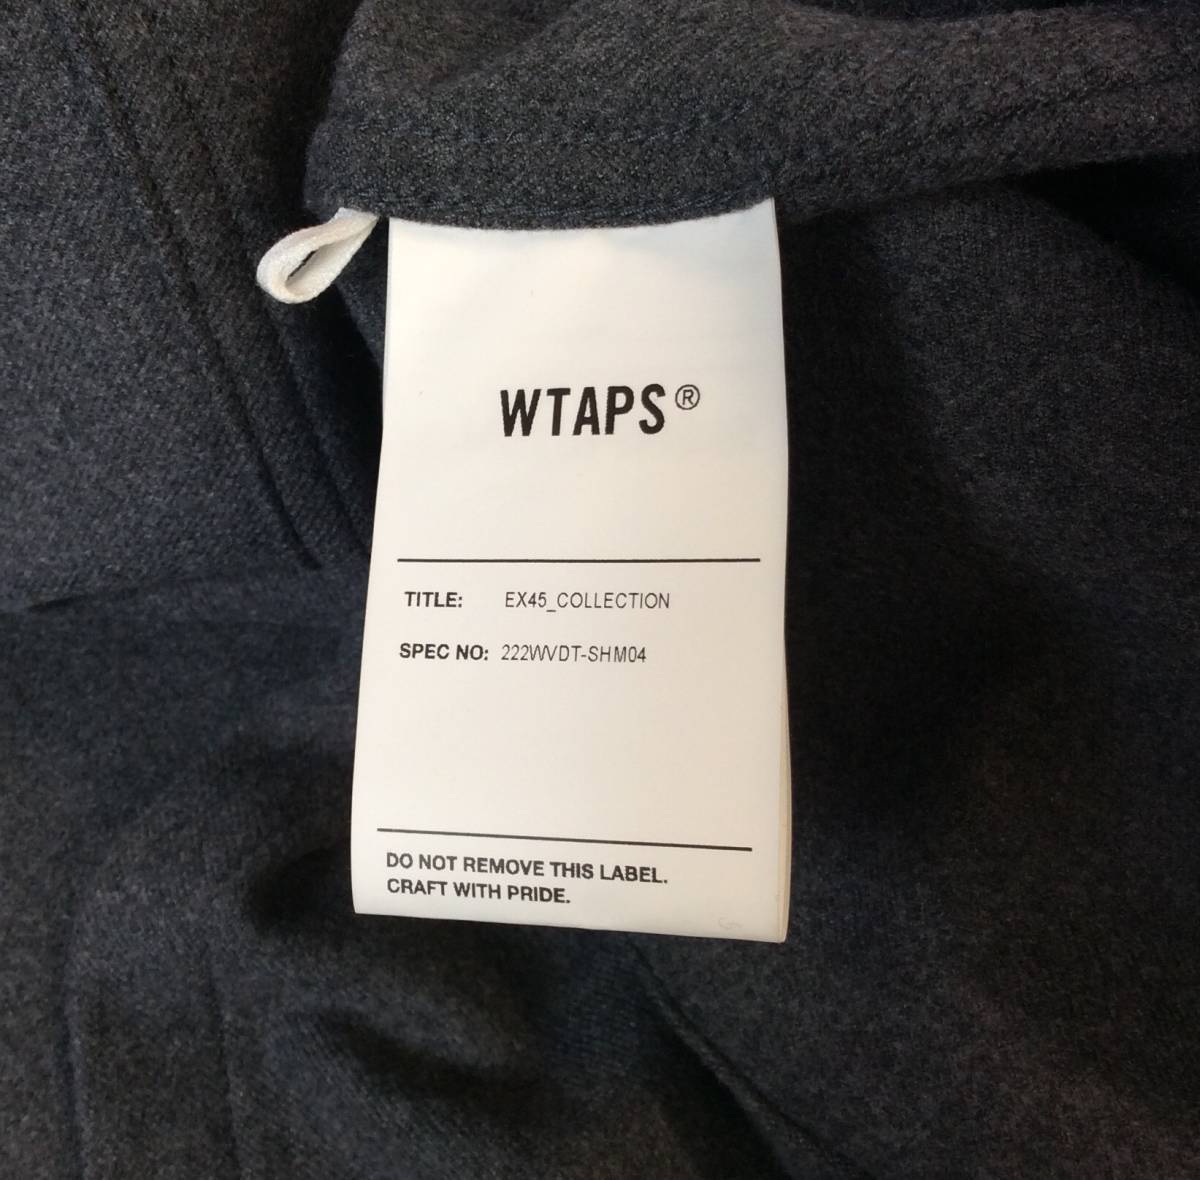 WTAPS®
TITLE: EX45_COLLECTION
SPEC NO: 222WVDT-SHM04
DO NOT REMOVE THIS LABEL.
CRAFT WITH PRIDE.